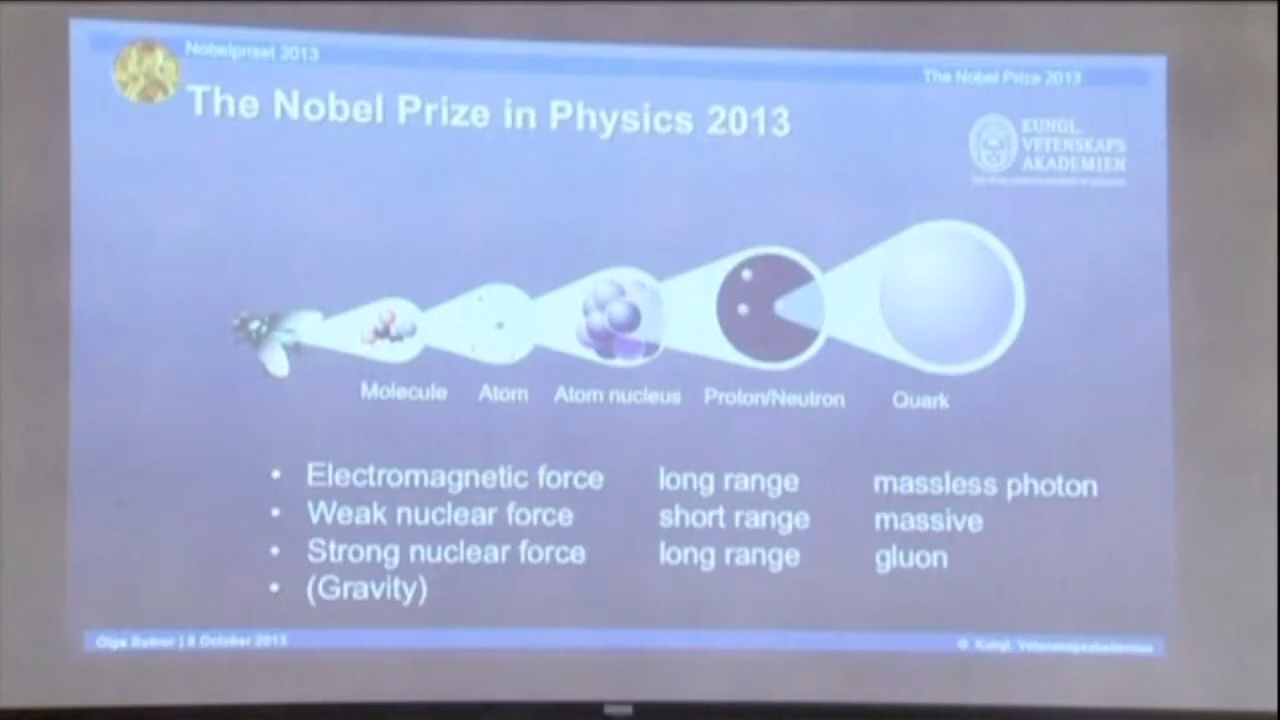 Nobelpriset 2013
The Nobel Prize 2013
The Nobel Prize in Physics 2013
KUNGL.
VETENSKAPS
AKADEMIEN
Molecule Atom Atom nucleus Proton/Neutron Quark
• Electromagnetic force long range massless photon
• Weak nuclear force short range massive
• Strong nuclear force long range gluon
• (Gravity)
Olga Botner | 8 October 2013
© Kungl. Vetenskapsakademien